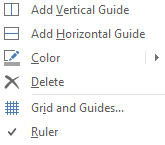 Add Vertical Guide
Add Horizontal Guide
Color
Delete
Grid and Guides...
Ruler